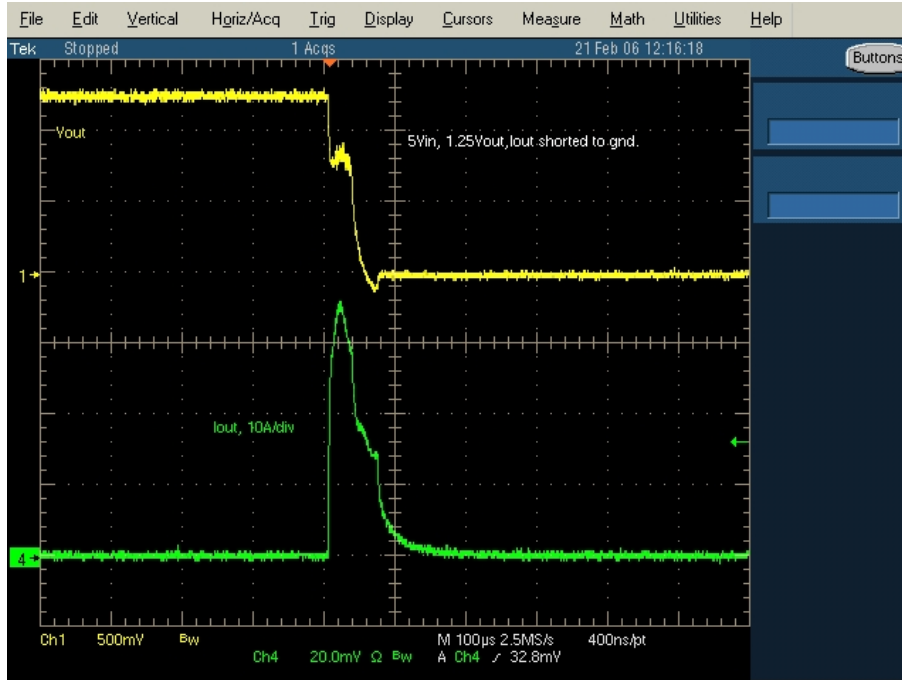 File Edit Vertical Horiz/Acq Trig Display Cursors Measure Math Utilities Help
Tek Stopped 1 Acqs 21 Feb 06 12:16:18
Buttons
Vout
5Vin, 1.25Vout,Iout shorted to gnd.
1
Iout, 10A/div
4
Ch1 500mV Bw M 100µs 2.5MS/s 400ns/pt
Ch4 20.0mV Ω Bw A Ch4 / 32.8mV